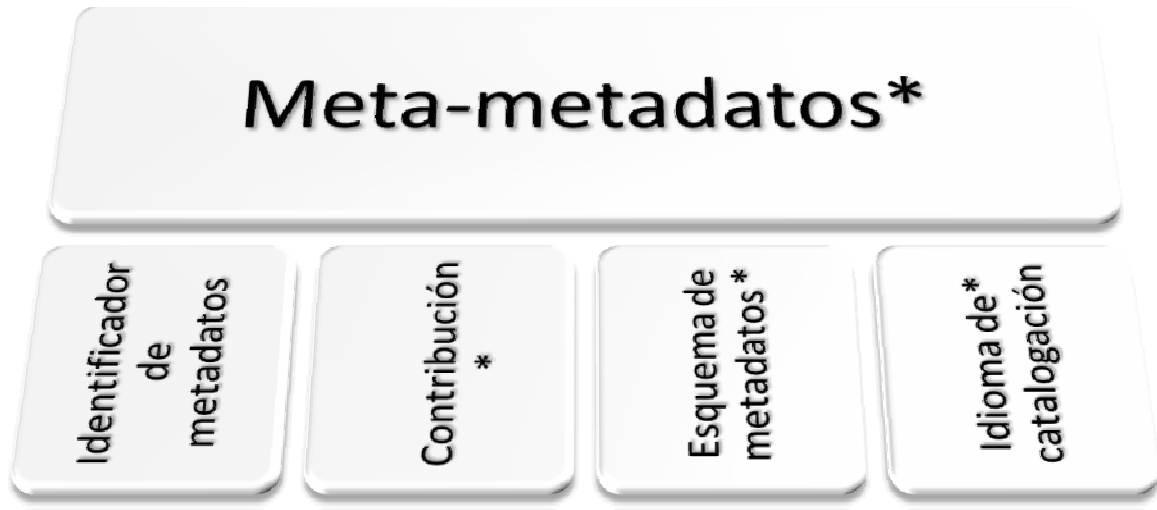 Meta-metadatos*
Identificador
de
metadatos
Contribución
*
Esquema de
metadatos*
Idioma de*
catalogación